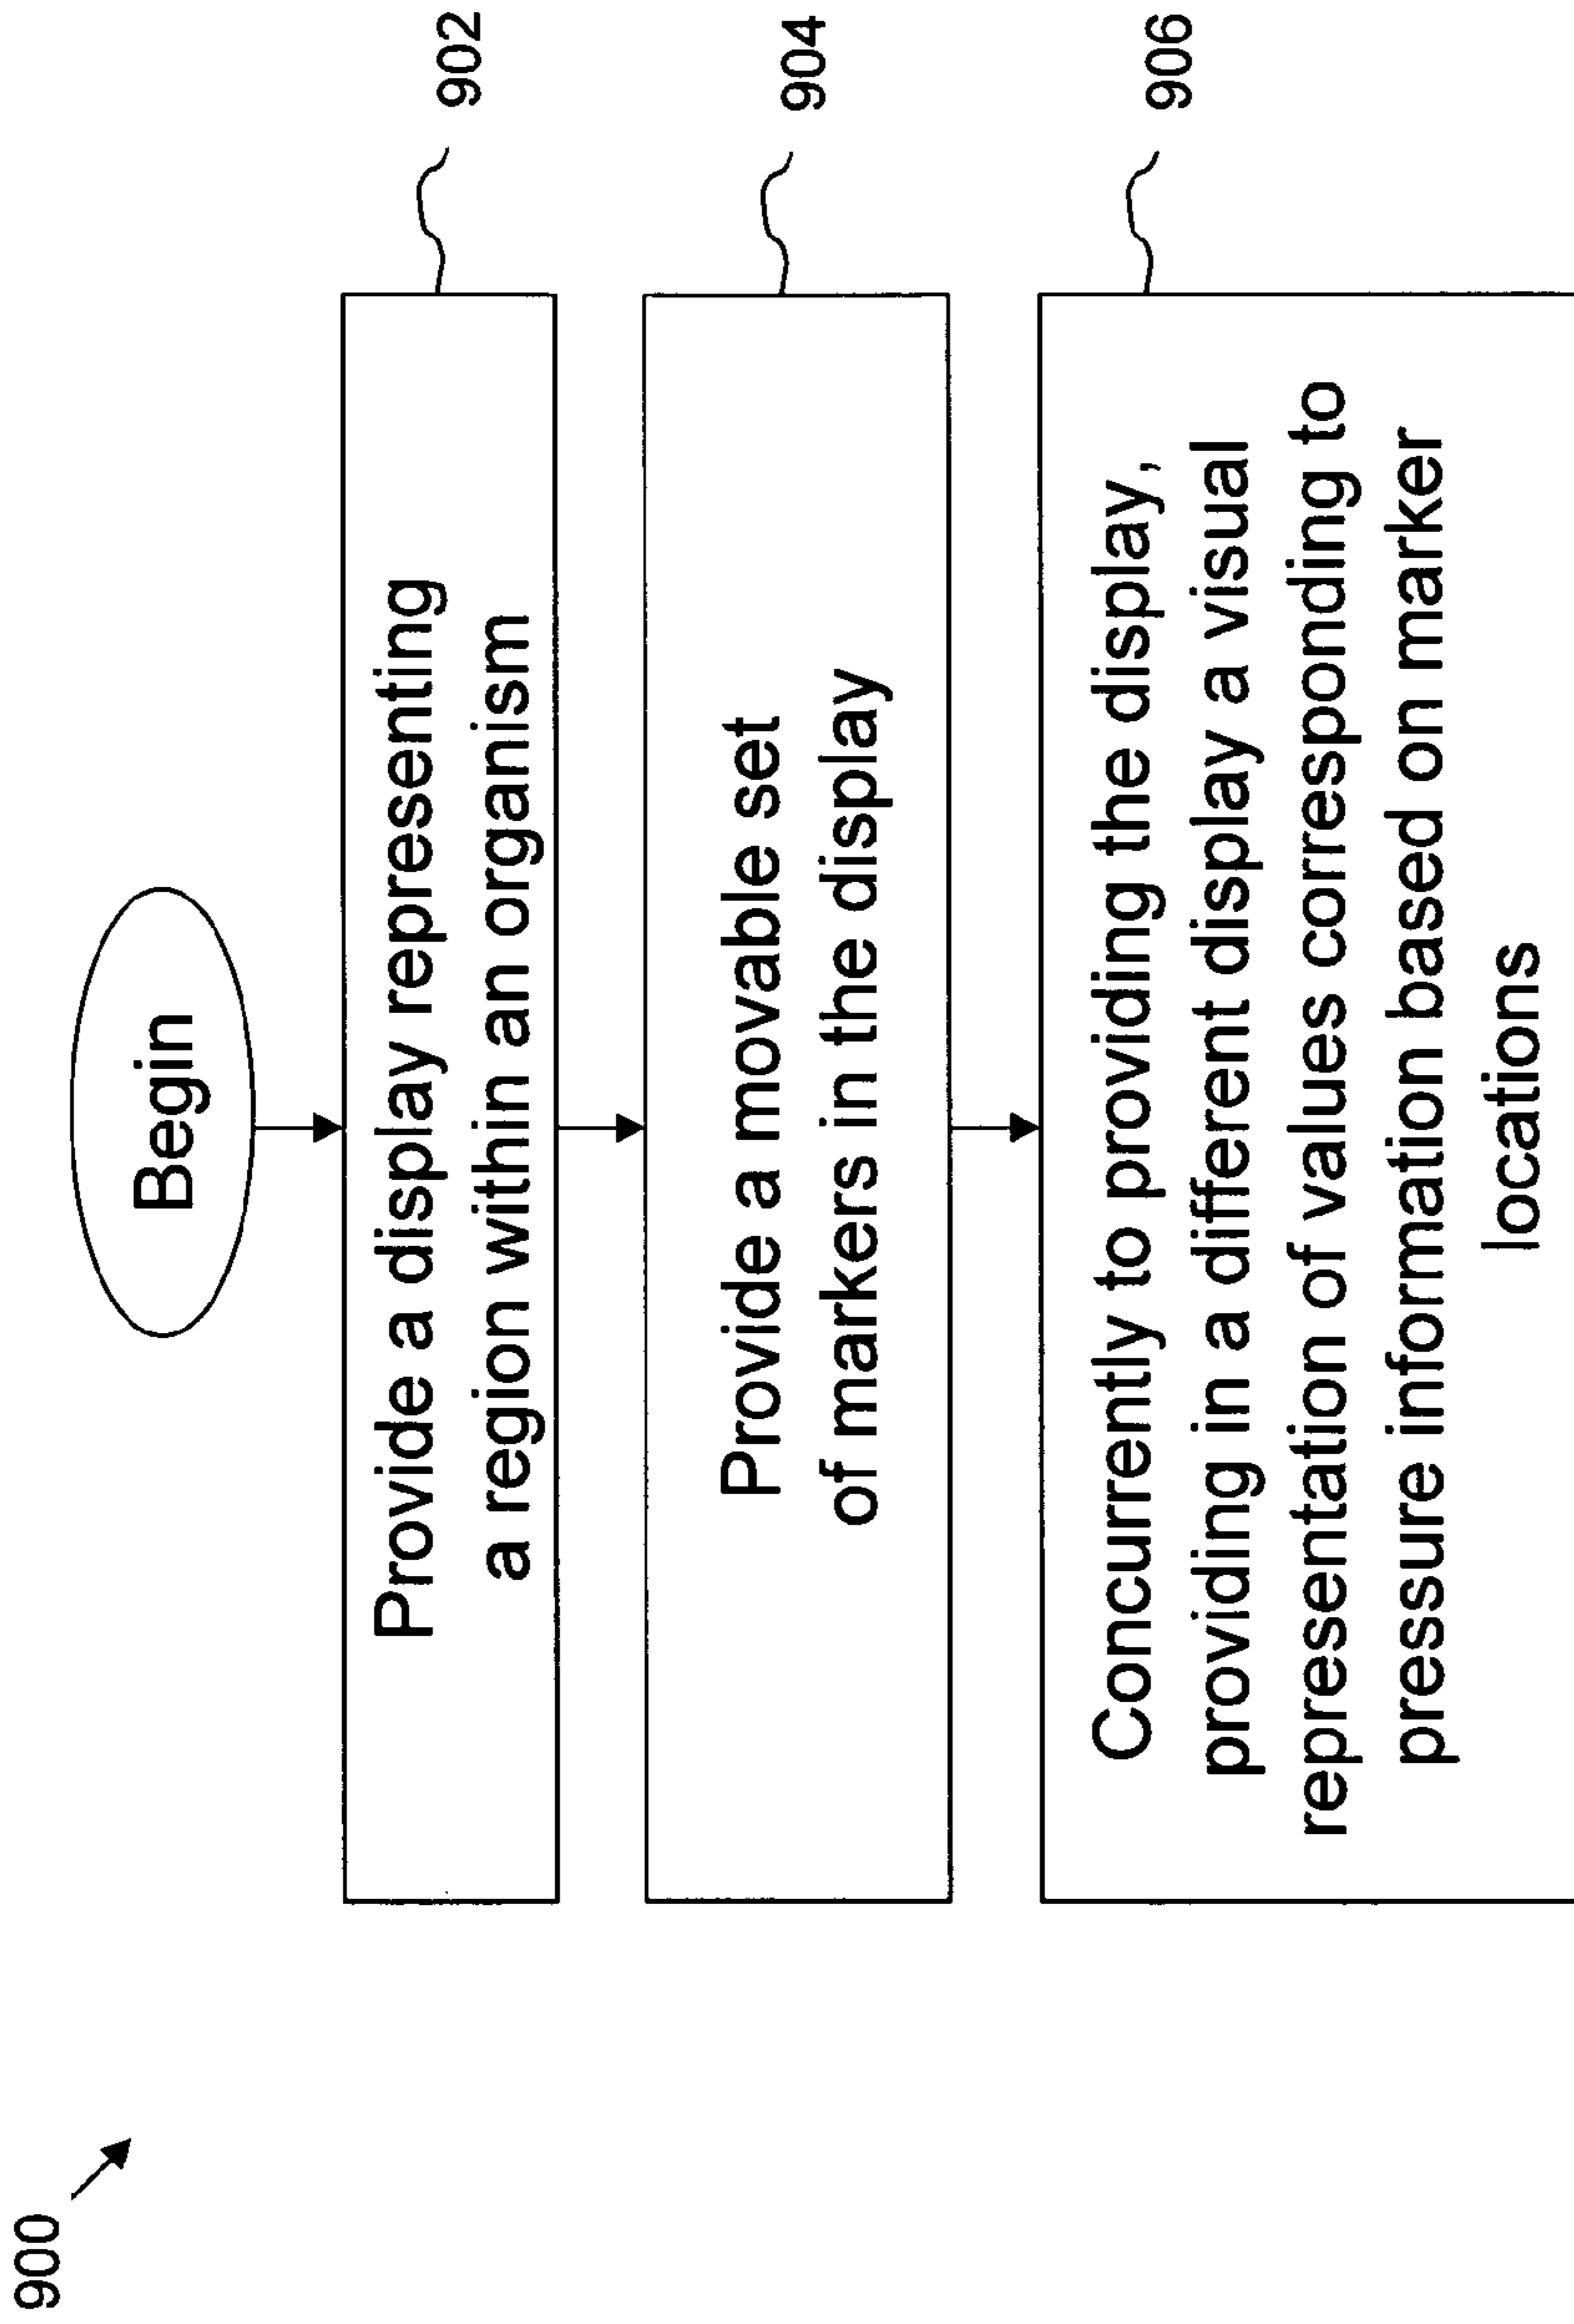 900
Begin
Provide a display representing
a region within an organism
902
Provide a movable set
of markers in the display
904
Concurrently to providing the display,
providing in a different display a visual
representation of values corresponding to
pressure information based on marker
locations
906